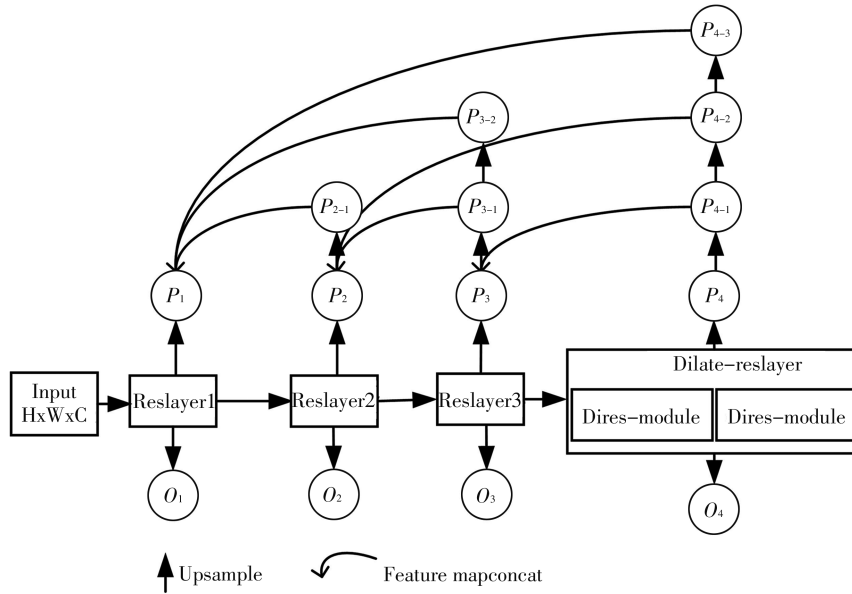 P4-3
P3-2
P4-2
P2-1
P3-1
P4-1
P1
P2
P3
P4
Dilate-reslayer
Input
HxWxC
Reslayer1
Reslayer2
Reslayer3
Dires-module
Dires-module
O1
O2
O3
O4
Upsample
Feature mapconcat